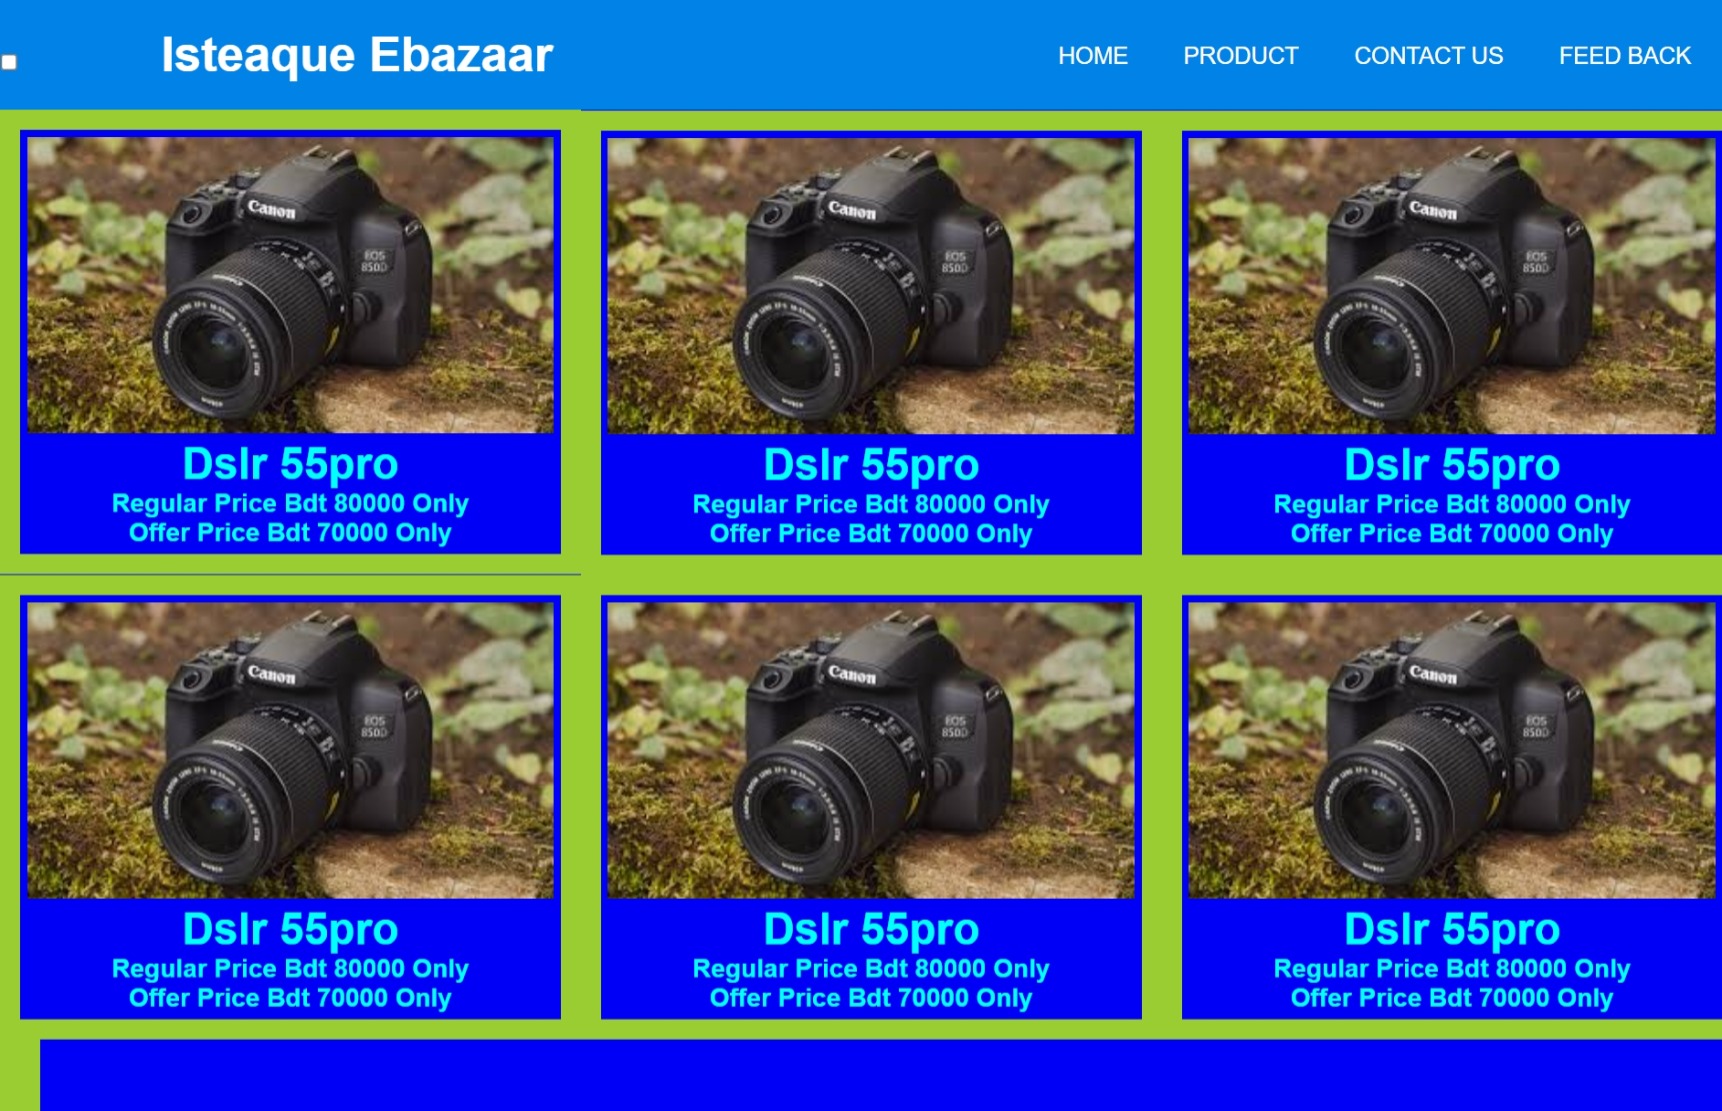 Isteaque Ebazaar
HOME PRODUCT CONTACT US FEED BACK
Canon
EOS
850D
Canon
EOS
850D
Canon
EOS
850D
Dslr 55pro
Regular Price Bdt 80000 Only
Offer Price Bdt 70000 Only
Dslr 55pro
Regular Price Bdt 80000 Only
Offer Price Bdt 70000 Only
Dslr 55pro
Regular Price Bdt 80000 Only
Offer Price Bdt 70000 Only
Canon
EOS
850D
Canon
EOS
850D
Canon
EOS
850D
Dslr 55pro
Regular Price Bdt 80000 Only
Offer Price Bdt 70000 Only
Dslr 55pro
Regular Price Bdt 80000 Only
Offer Price Bdt 70000 Only
Dslr 55pro
Regular Price Bdt 80000 Only
Offer Price Bdt 70000 Only